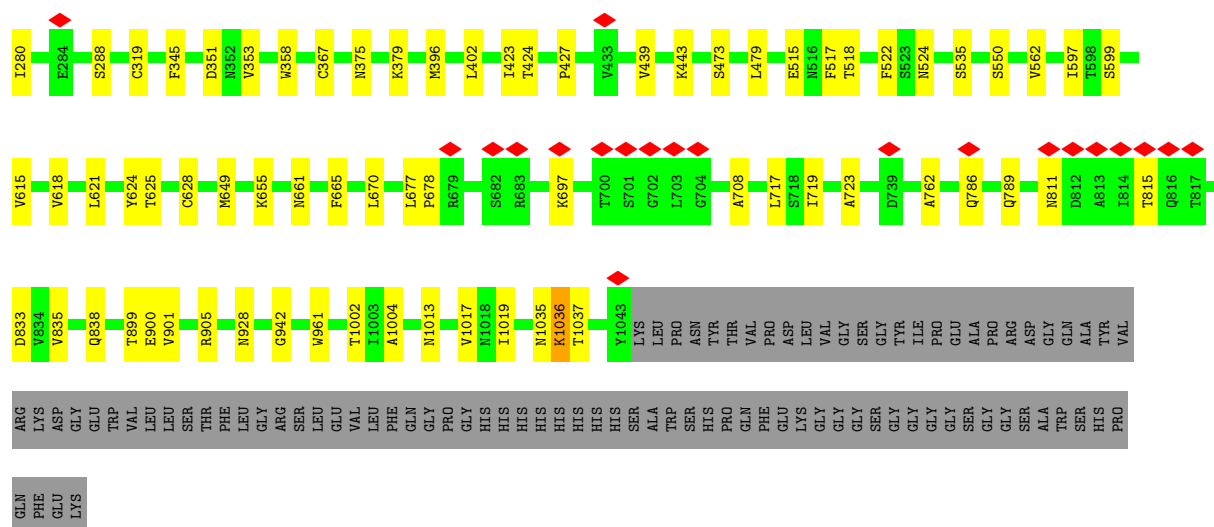 I280 E284 S288 C319 F345 D351 N352 V353 W358 C367 N375 K379 M396 L402 I423 T424 P427 V433 V439 K443 S473 L479 E515 N516 F517 T518 F522 S523 N524 S535 S550 V562 I597 T598 S599
V615 V618 L621 Y624 T625 C628 M649 K655 N661 F665 L670 L677 P678 R679 S682 R683 K697 T700 S701 G702 L703 G704 A708 L717 S718 I719 A723 D739 A762 Q786 Q789 N811 D812 A813 I814 T815 Q816 T817
D833 V834 V835 Q838 T899 E900 V901 R905 N928 G942 W961 T1002 I1003 A1004 N1013 V1017 N1018 I1019 N1035 K1036 T1037 Y1043 LYS LEU PRO ASN TYR THR VAL PRO ASP LEU VAL GLY SER GLY TYR ILE PRO GLU ALA PRO ARG ASP GLY GLN ALA TYR VAL
ARG LYS ASP GLY GLU TRP VAL LEU LEU SER THR PHE LEU GLY ARG SER LEU GLU VAL LEU PHE GLN GLY PRO GLY HIS HIS HIS HIS HIS HIS HIS HIS SER ALA TRP SER HIS PRO GLN PHE GLU LYS GLY GLY GLY SER GLY GLY GLY GLY SER GLY GLY SER ALA TRP SER HIS PRO
GLN PHE GLU LYS